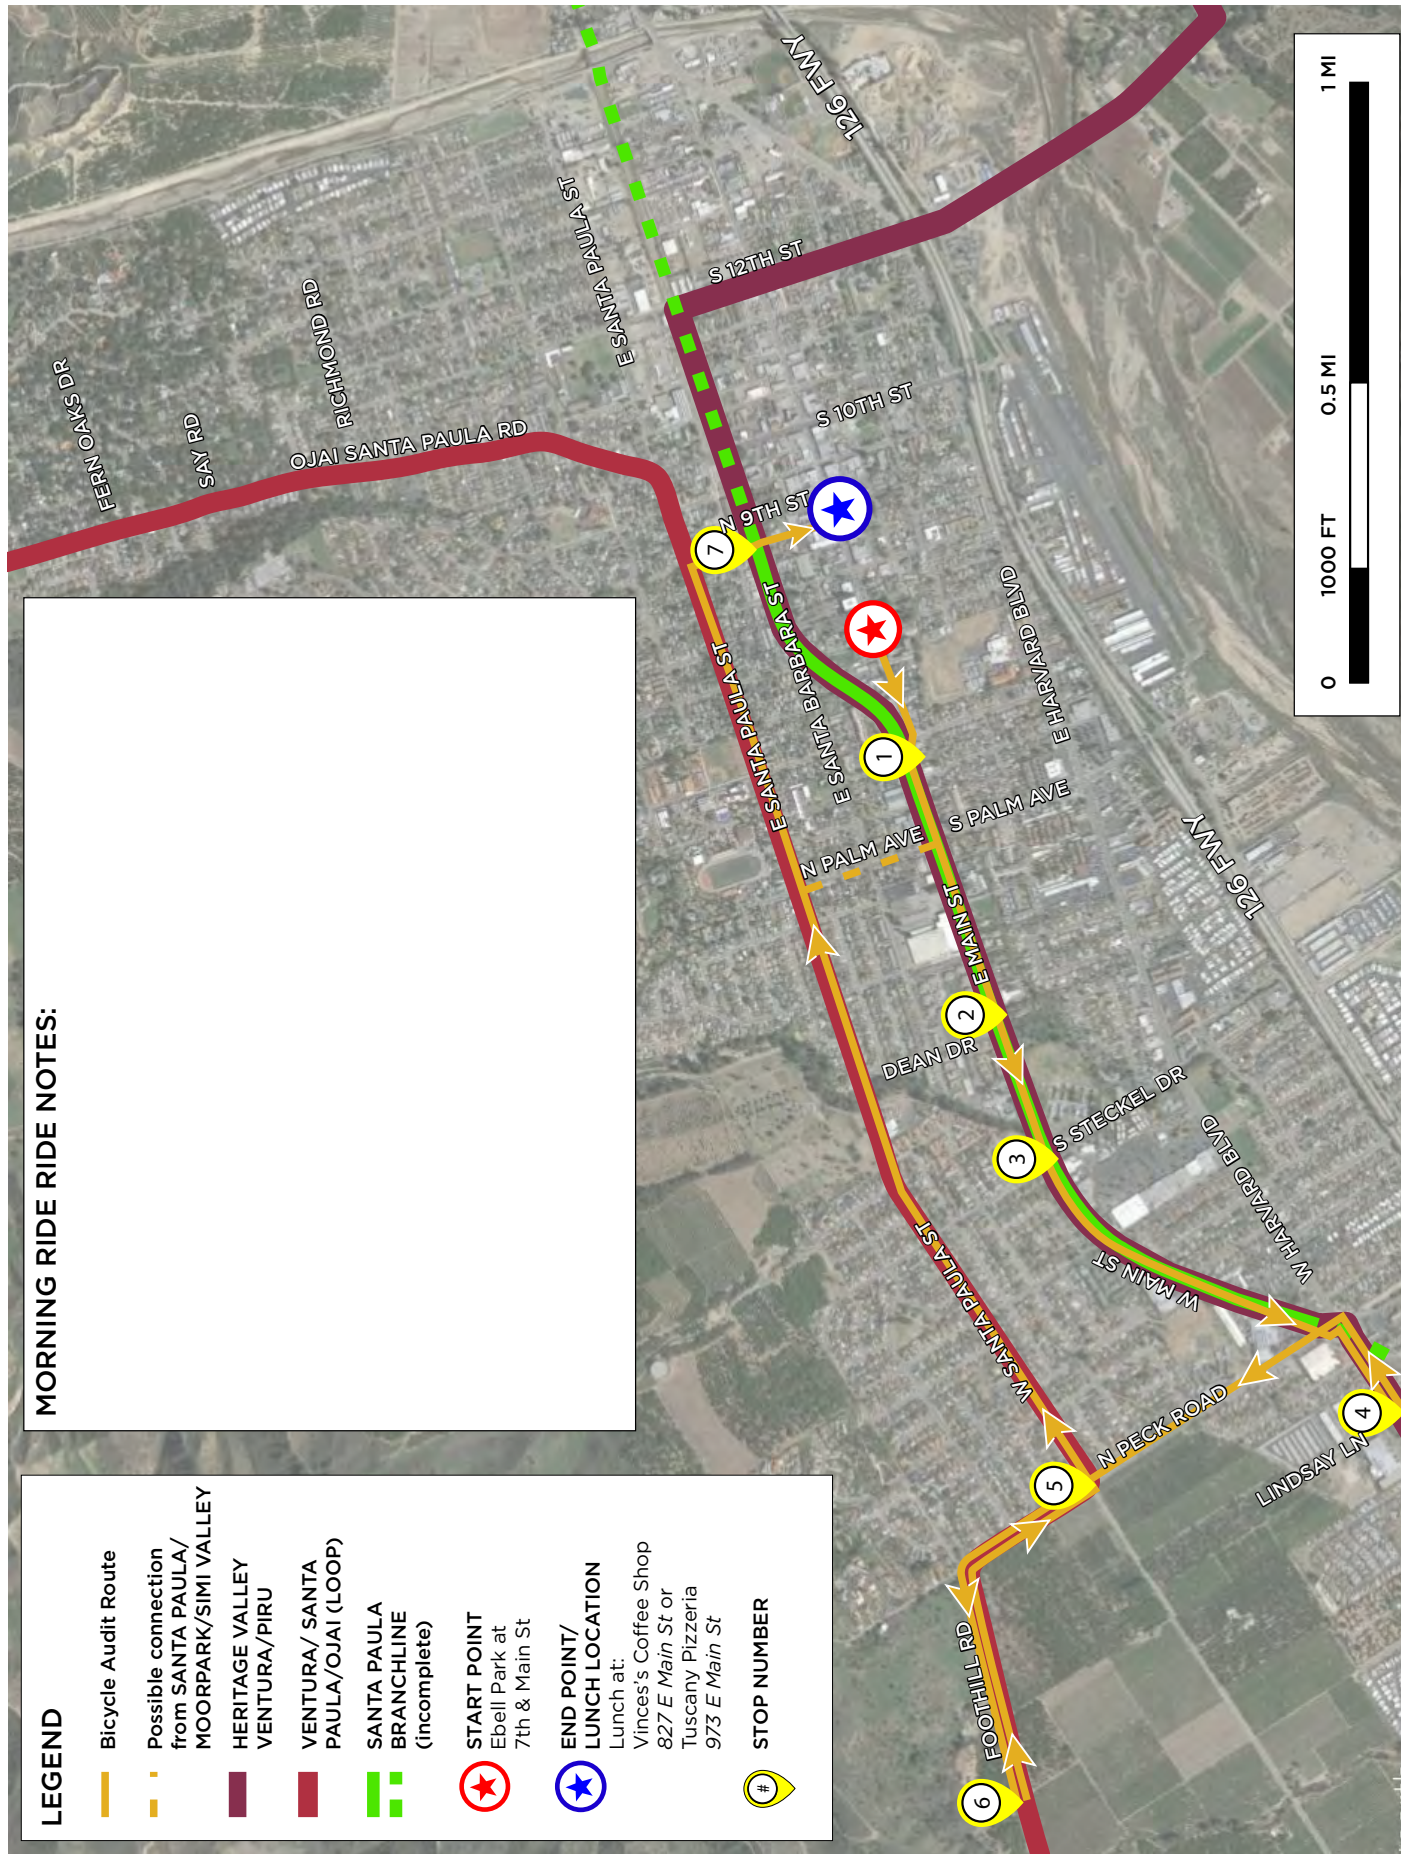 MORNING RIDE RIDE NOTES:
LEGEND
Bicycle Audit Route
Possible connection
from SANTA PAULA/
MOORPARK/SIMI VALLEY
HERITAGE VALLEY
VENTURA/PIRU
VENTURA/ SANTA
PAULA/OJAI (LOOP)
SANTA PAULA
BRANCHLINE
(incomplete)
START POINT
Ebell Park at
7th & Main St
END POINT/
LUNCH LOCATION
Lunch at:
Vinces's Coffee Shop
827 E Main St or
Tuscany Pizzeria
973 E Main St
#
STOP NUMBER
FERN OAKS DR
SAY RD
RICHMOND RD
OJAI SANTA PAULA RD
E SANTA PAULA ST
S 12TH ST
126 FWY
S 10TH ST
N 9TH ST
7
E SANTA PAULA ST
E SANTA BARBARA ST
1
E HARVARD BLVD
N PALM AVE
S PALM AVE
E MAIN ST
2
DEAN DR
126 FWY
3
S STECKEL DR
W HARVARD BLVD
W MAIN ST
W SANTA PAULA ST
N PECK ROAD
4
LINDSAY LN
5
FOOTHILL RD
6
0
1000 FT
0.5 MI
1 MI